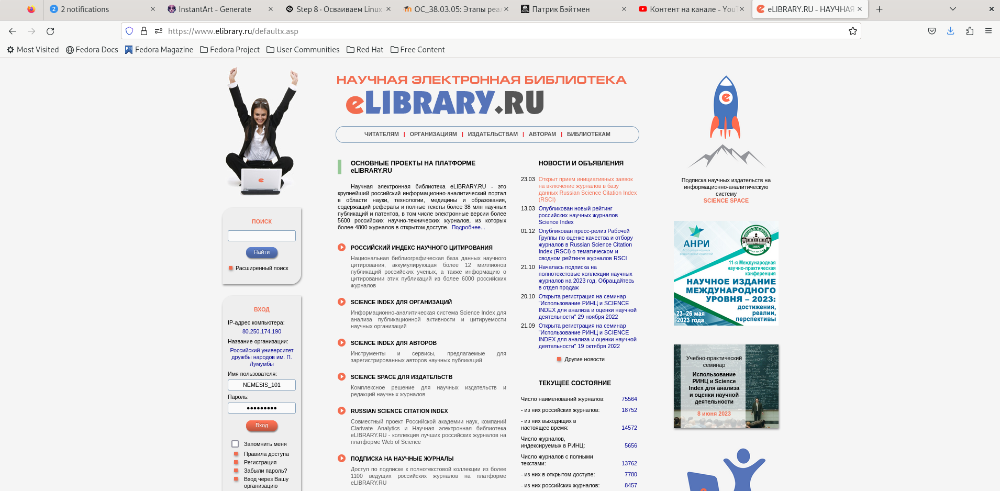 2 notifications
InstantArt - Generate
Step 8 · Осваиваем Linux
ОС_38.03.05: Этапы реа
Патрик Бэйтмен
Контент на канале - YouT
eLIBRARY.RU - НАУЧНАЯ
https://www.elibrary.ru/defaultx.asp
Most Visited
Fedora Docs
Fedora Magazine
Fedora Project
User Communities
Red Hat
Free Content
НАУЧНАЯ ЭЛЕКТРОННАЯ БИБЛИОТЕКА
eLIBRARY.RU
ЧИТАТЕЛЯМ | ОРГАНИЗАЦИЯМ | ИЗДАТЕЛЬСТВАМ | АВТОРАМ | БИБЛИОТЕКАМ
ПОИСК
Найти
Расширенный поиск
ВХОД
IP-адрес компьютера:
80.250.174.190
Название организации:
Российский университет
дружбы народов им. П.
Лумумбы
Имя пользователя:
NEMESIS_101
Пароль:
●●●●●●●●●
Вход
Запомнить меня
Правила доступа
Регистрация
Забыли пароль?
Вход через Вашу
организацию
ОСНОВНЫЕ ПРОЕКТЫ НА ПЛАТФОРМЕ
eLIBRARY.RU
Научная электронная библиотека eLIBRARY.RU - это
крупнейший российский информационно-аналитический портал
в области науки, технологии, медицины и образования,
содержащий рефераты и полные тексты более 38 млн научных
публикаций и патентов, в том числе электронные версии более
5600 российских научно-технических журналов, из которых
более 4800 журналов в открытом доступе. Подробнее...
РОССИЙСКИЙ ИНДЕКС НАУЧНОГО ЦИТИРОВАНИЯ
Национальная библиографическая база данных научного
цитирования, аккумулирующая более 12 миллионов
публикаций российских ученых, а также информацию о
цитировании этих публикаций из более 6000 российских
журналов
SCIENCE INDEX ДЛЯ ОРГАНИЗАЦИЙ
Информационно-аналитическая система Science Index для
анализа публикационной активности и цитируемости
научных организаций
SCIENCE INDEX ДЛЯ АВТОРОВ
Инструменты и сервисы, предлагаемые для
зарегистрированных авторов научных публикаций
SCIENCE SPACE ДЛЯ ИЗДАТЕЛЬСТВ
Комплексное решение для научных издательств и
редакций научных журналов
RUSSIAN SCIENCE CITATION INDEX
Совместный проект Российской академии наук, компаний
Clarivate Analytics и Научная электронная библиотека
eLIBRARY.RU - коллекция лучших российских журналов на
платформе Web of Science
ПОДПИСКА НА НАУЧНЫЕ ЖУРНАЛЫ
Доступ по подписке к полнотекстовой коллекции из более
1100 ведущих российских журналов на платформе
eLIBRARY.RU
НОВОСТИ И ОБЪЯВЛЕНИЯ
23.03 Открыт прием инициативных заявок
на включение журналов в базу
данных Russian Science Citation Index
(RSCI)
13.03 Опубликован новый рейтинг
российских научных журналов
Science Index
01.12 Опубликован пресс-релиз Рабочей
Группы по оценке качества и отбору
журналов в Russian Science Citation
Index (RSCI) о тематическом и
сводном рейтинге журналов RSCI
21.10 Началась подписка на
полнотекстовые коллекции научных
журналов на 2023 год. Обращайтесь
в отдел продаж
20.10 Открыта регистрация на семинар
"Использование РИНЦ и SCIENCE
INDEX для анализа и оценки научной
деятельности" 29 ноября 2022
21.09 Открыта регистрация на семинар
"Использование РИНЦ и SCIENCE
INDEX для анализа и оценки научной
деятельности" 19 октября 2022
Другие новости
ТЕКУЩЕЕ СОСТОЯНИЕ
Число наименований журналов: 75564
- из них российских журналов: 18752
- из них выходящих в
настоящее время: 14572
Число журналов,
индексируемых в РИНЦ: 5656
Число журналов с полными
текстами: 13762
- из них в открытом доступе: 7780
- из них российских журналов: 8457
Подписка научных издательств на
информационно-аналитическую
систему
SCIENCE SPACE
АНРИ
1865
11-я Международная
научно-практическая
конференция
НАУЧНОЕ ИЗДАНИЕ
МЕЖДУНАРОДНОГО
УРОВНЯ – 2023:
достижения,
реалии,
перспективы
23–26 мая
2023 года
Учебно-практический
семинар
Использование
РИНЦ и Science
Index для анализа
и оценки научной
деятельности
8 июня 2023